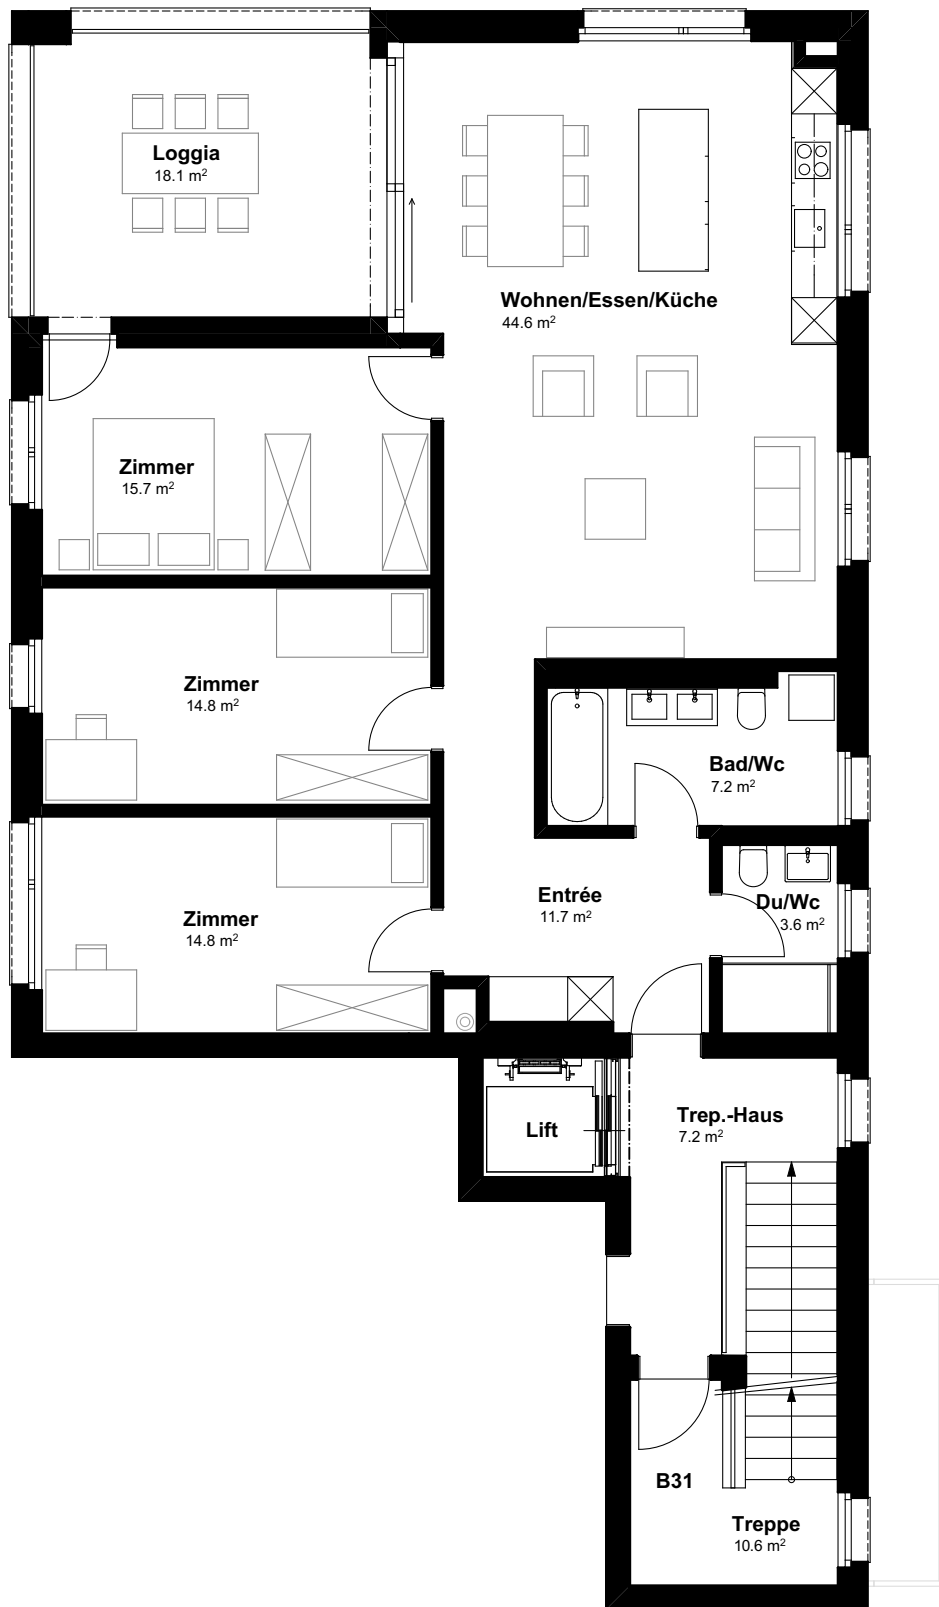 Loggia
18.1 m²
Wohnen/Essen/Küche
44.6 m²
Zimmer
15.7 m²
Zimmer
14.8 m²
Bad/Wc
7.2 m²
Entrée
11.7 m²
Du/Wc
3.6 m²
Zimmer
14.8 m²
Trep.-Haus
7.2 m²
Lift
B31
Treppe
10.6 m²